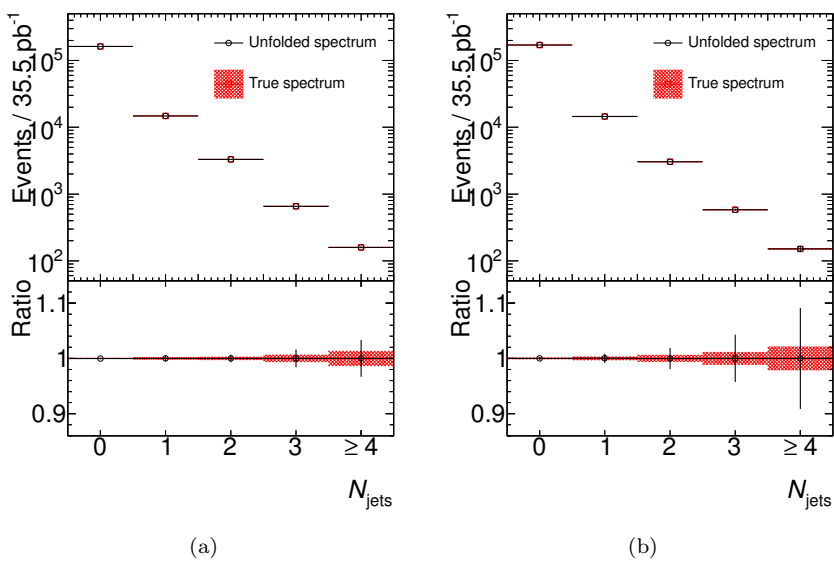 Events / 35.5 pb⁻¹
10⁵
10⁴
10³
10²
Unfolded spectrum
True spectrum
Ratio
1.1
1
0.9
0 1 2 3 ≥ 4
N_jets
(a)
Events / 35.5 pb⁻¹
10⁵
10⁴
10³
10²
Unfolded spectrum
True spectrum
Ratio
1.1
1
0.9
0 1 2 3 ≥ 4
N_jets
(b)